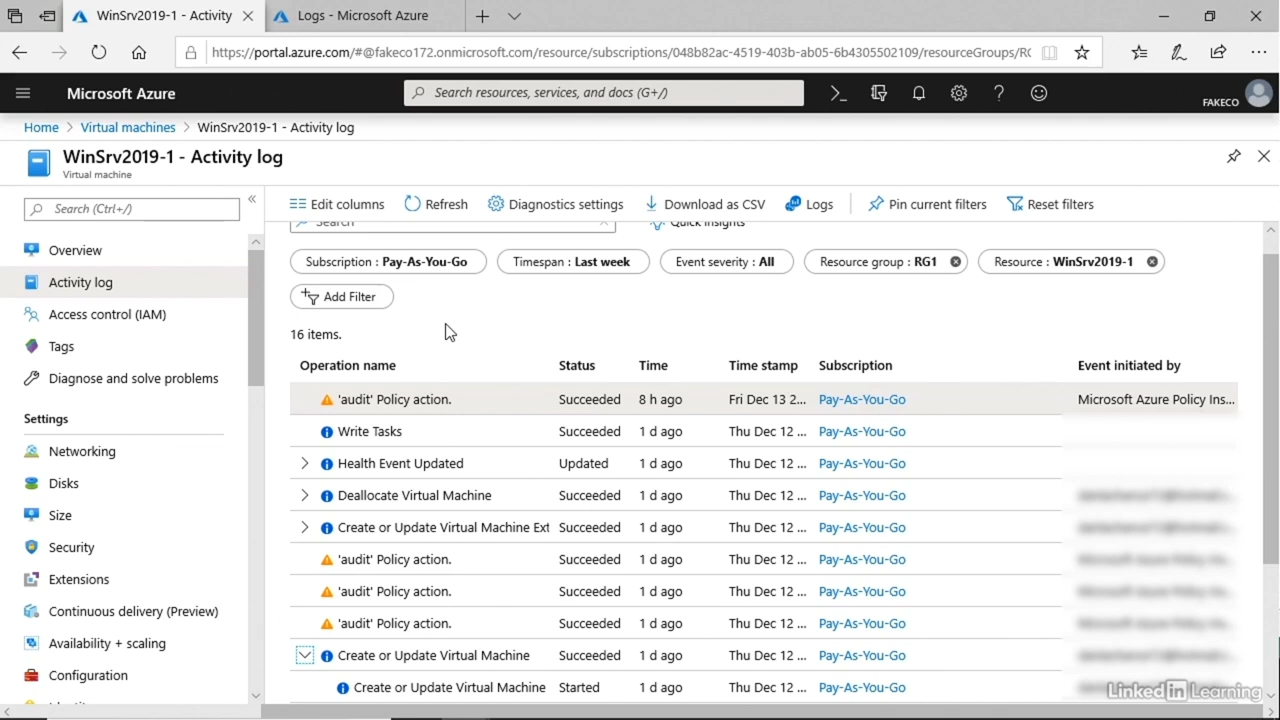 WinSrv2019-1 - Activity log
Logs - Microsoft Azure
https://portal.azure.com/#@fakeco172.onmicrosoft.com/resource/subscriptions/048b82ac-4519-403b-ab05-6b4305502109/resourceGroups/RG
Microsoft Azure
Search resources, services, and docs (G+/)
FAKECO
Home > Virtual machines > WinSrv2019-1 - Activity log
WinSrv2019-1 - Activity log
Virtual machine
Search (Ctrl+/)
Overview
Activity log
Access control (IAM)
Tags
Diagnose and solve problems
Settings
Networking
Disks
Size
Security
Extensions
Continuous delivery (Preview)
Availability + scaling
Configuration
Edit columns Refresh Diagnostics settings Download as CSV Logs Pin current filters Reset filters
Search Quick Insights
Subscription : Pay-As-You-Go Timespan : Last week Event severity : All Resource group : RG1 Resource : WinSrv2019-1
Add Filter
16 items.
Operation name Status Time Time stamp Subscription Event initiated by
'audit' Policy action. Succeeded 8 h ago Fri Dec 13 2... Pay-As-You-Go Microsoft Azure Policy Ins...
Write Tasks Succeeded 1 d ago Thu Dec 12 ... Pay-As-You-Go
Health Event Updated Updated 1 d ago Thu Dec 12 ... Pay-As-You-Go
Deallocate Virtual Machine Succeeded 1 d ago Thu Dec 12 ... Pay-As-You-Go
Create or Update Virtual Machine Ext Succeeded 1 d ago Thu Dec 12 ... Pay-As-You-Go
'audit' Policy action. Succeeded 1 d ago Thu Dec 12 ... Pay-As-You-Go
'audit' Policy action. Succeeded 1 d ago Thu Dec 12 ... Pay-As-You-Go
'audit' Policy action. Succeeded 1 d ago Thu Dec 12 ... Pay-As-You-Go
Create or Update Virtual Machine Succeeded 1 d ago Thu Dec 12 ... Pay-As-You-Go
Create or Update Virtual Machine Started 1 d ago Thu Dec 12 ... Pay-As-You-Go
LinkedIn Learning